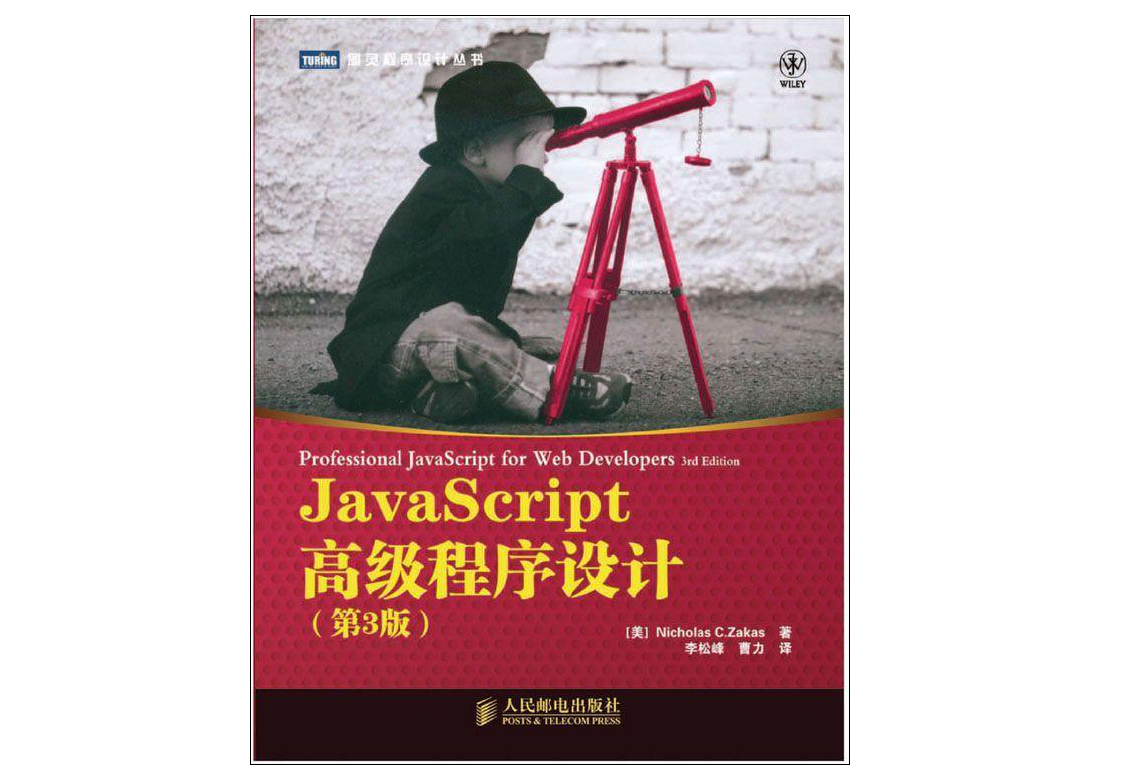 TURING 图灵程序设计丛书
WILEY
Professional JavaScript for Web Developers 3rd Edition
JavaScript
高级程序设计
（第3版）
[美] Nicholas C.Zakas 著
李松峰 曹力 译
人民邮电出版社
POSTS & TELECOM PRESS